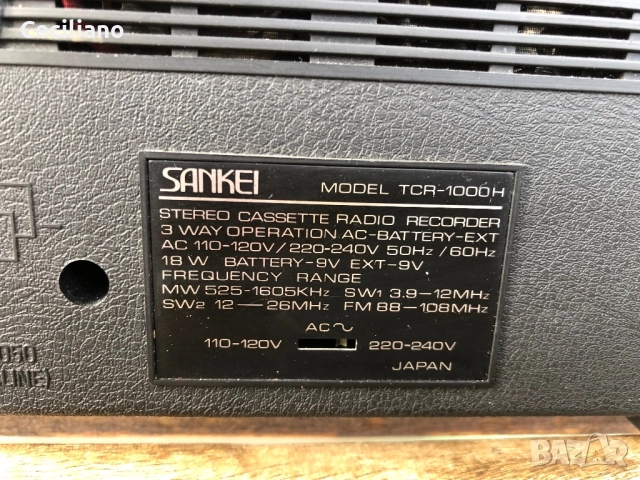 Ceciliano
SANKEI MODEL TCR-1000H
STEREO CASSETTE RADIO RECORDER
3 WAY OPERATION AC-BATTERY-EXT
AC 110-120V/220-240V 50Hz/60Hz
18 W BATTERY-9V EXT-9V
FREQUENCY RANGE
MW 525-1605KHz SW1 3.9-12MHz
SW2 12—26MHz FM 88-108MHz
AC~
110-120V 220-240V
JAPAN
BAZAR